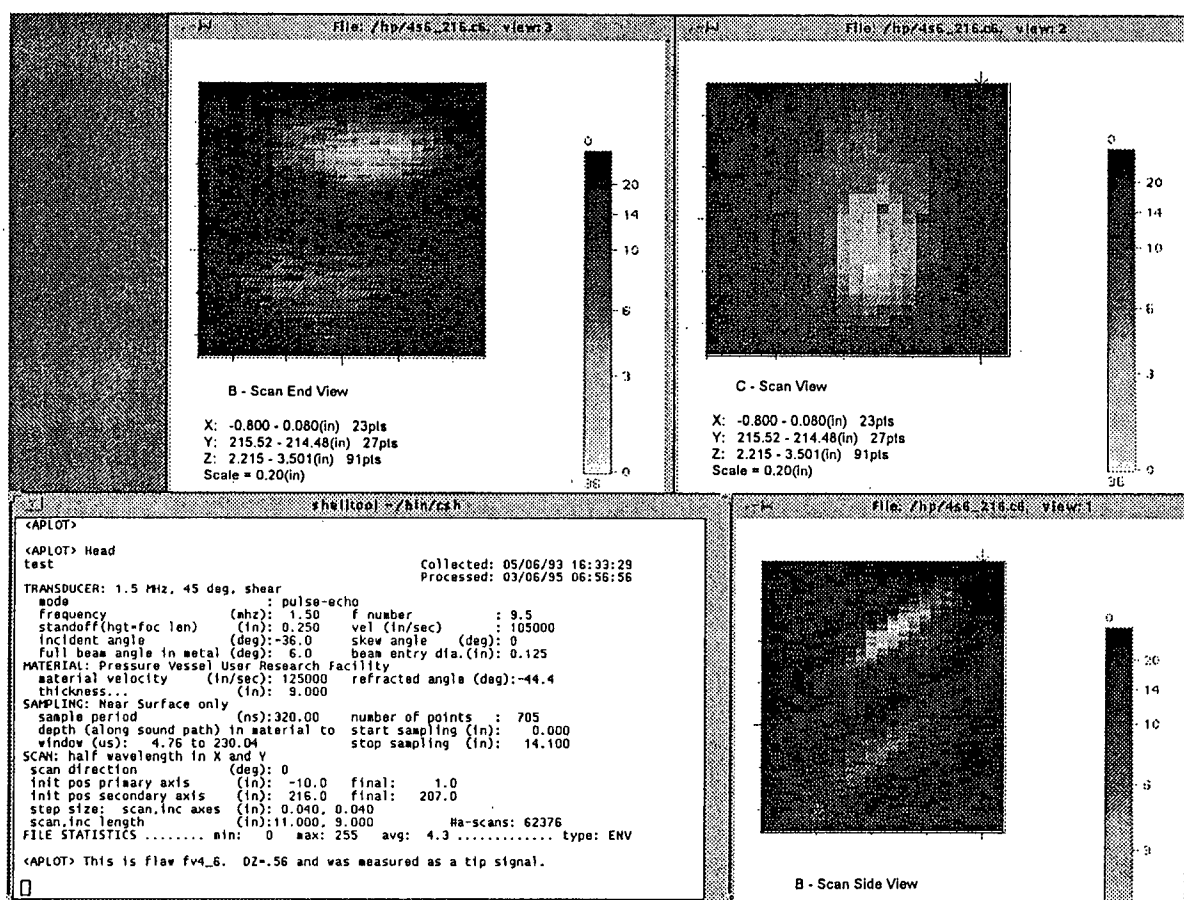 File: /hp/4s6_216.c6, view:3
0
20
14
10
6
3
0
96
B - Scan End View
X: -0.800 - 0.080(in) 23pts
Y: 215.52 - 214.48(in) 27pts
Z: 2.215 - 3.501(in) 91pts
Scale = 0.20(in)
File: /hp/4s6_216.c6, view:2
0
20
14
10
6
3
0
96
C - Scan View
X: -0.800 - 0.080(in) 23pts
Y: 215.52 - 214.48(in) 27pts
Z: 2.215 - 3.501(in) 91pts
Scale = 0.20(in)
shelltool -/bin/csh
<APLOT>
<APLOT> Head
test Collected: 05/06/93 16:33:29
Processed: 03/06/95 06:56:56
TRANSDUCER: 1.5 MHz, 45 deg, shear
mode : pulse-echo
frequency (mhz): 1.50 f number : 9.5
standoff(hgt-foc len) (in): 0.250 vel (in/sec) : 105000
incident angle (deg):-36.0 skew angle (deg): 0
full beam angle in metal (deg): 6.0 beam entry dia.(in): 0.125
MATERIAL: Pressure Vessel User Research Facility
material velocity (in/sec): 125000 refracted angle (deg):-44.4
thickness... (in): 9.000
SAMPLING: Near Surface only
sample period (ns):320.00 number of points : 705
depth (along sound path) in material to start sampling (in): 0.000
window (us): 4.76 to 230.04 stop sampling (in): 14.100
SCAN: half wavelength in X and Y
scan direction (deg): 0
init pos primary axis (in): -10.0 final: 1.0
init pos secondary axis (in): 216.0 final: 207.0
step size: scan,inc axes (in): 0.040, 0.040
scan,inc length (in):11.000, 9.000 #a-scans: 62376
FILE STATISTICS ........ min: 0 max: 255 avg: 4.3 ............. type: ENV
<APLOT> This is flaw fv4_6. DZ=.56 and was measured as a tip signal.
File: /hp/4s6_216.c6, view:1
0
20
14
10
6
3
B - Scan Side View